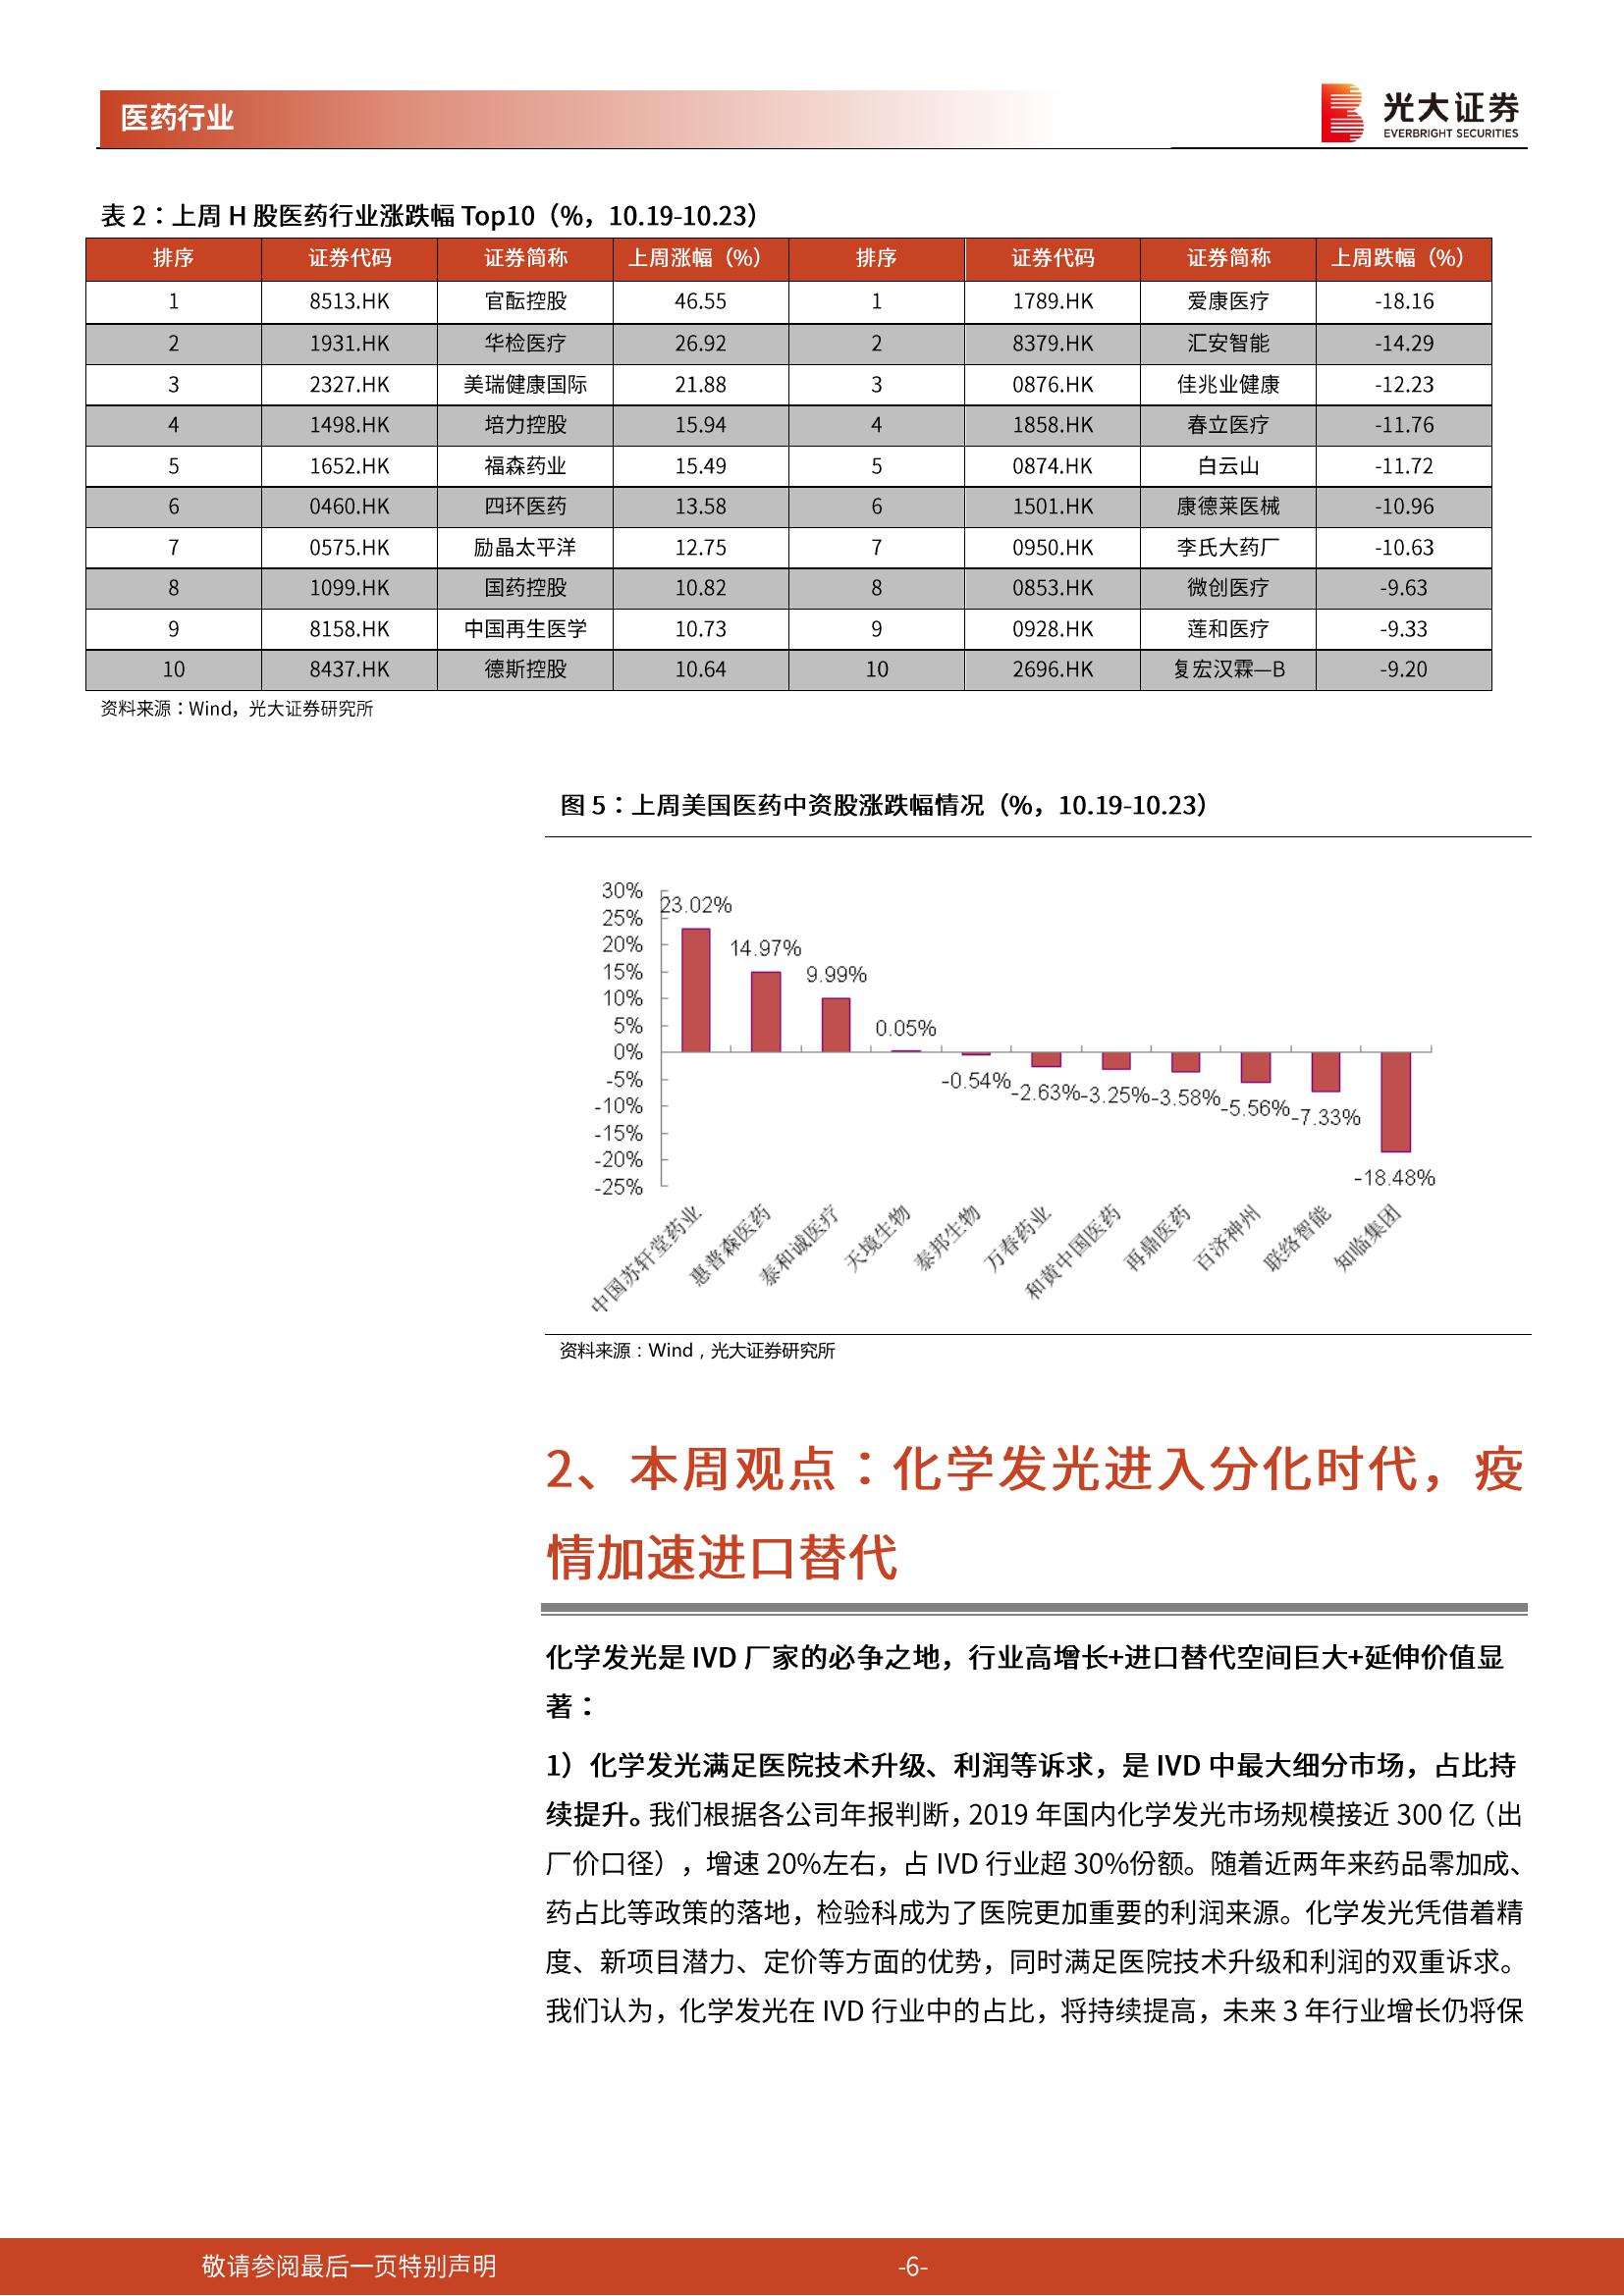 医药行业
光大证券
EVERBRIGHT SECURITIES
表 2：上周 H 股医药行业涨跌幅 Top10（%，10.19-10.23）
排序 证券代码 证券简称 上周涨幅（%） 排序 证券代码 证券简称 上周跌幅（%）
1 8513.HK 官酝控股 46.55 1 1789.HK 爱康医疗 -18.16
2 1931.HK 华检医疗 26.92 2 8379.HK 汇安智能 -14.29
3 2327.HK 美瑞健康国际 21.88 3 0876.HK 佳兆业健康 -12.23
4 1498.HK 培力控股 15.94 4 1858.HK 春立医疗 -11.76
5 1652.HK 福森药业 15.49 5 0874.HK 白云山 -11.72
6 0460.HK 四环医药 13.58 6 1501.HK 康德莱医械 -10.96
7 0575.HK 励晶太平洋 12.75 7 0950.HK 李氏大药厂 -10.63
8 1099.HK 国药控股 10.82 8 0853.HK 微创医疗 -9.63
9 8158.HK 中国再生医学 10.73 9 0928.HK 莲和医疗 -9.33
10 8437.HK 德斯控股 10.64 10 2696.HK 复宏汉霖—B -9.20
资料来源：Wind，光大证券研究所
图 5：上周美国医药中资股涨跌幅情况（%，10.19-10.23）
30%
25%
20%
15%
10%
5%
0%
-5%
-10%
-15%
-20%
-25%
23.02%
14.97%
9.99%
0.05%
-0.54%
-2.63%
-3.25%
-3.58%
-5.56%
-7.33%
-18.48%
中国苏轩堂药业
惠普森医药
泰和诚医疗
天境生物
泰邦生物
万春药业
和黄中国医药
再鼎医药
百济神州
联络智能
知临集团
资料来源：Wind，光大证券研究所
2、本周观点：化学发光进入分化时代，疫
情加速进口替代
化学发光是 IVD 厂家的必争之地，行业高增长+进口替代空间巨大+延伸价值显
著：
1）化学发光满足医院技术升级、利润等诉求，是 IVD 中最大细分市场，占比持
续提升。我们根据各公司年报判断，2019 年国内化学发光市场规模接近 300 亿（出
厂价口径），增速 20%左右，占 IVD 行业超 30%份额。随着近两年来药品零加成、
药占比等政策的落地，检验科成为了医院更加重要的利润来源。化学发光凭借着精
度、新项目潜力、定价等方面的优势，同时满足医院技术升级和利润的双重诉求。
我们认为，化学发光在 IVD 行业中的占比，将持续提高，未来 3 年行业增长仍将保
敬请参阅最后一页特别声明
-6-